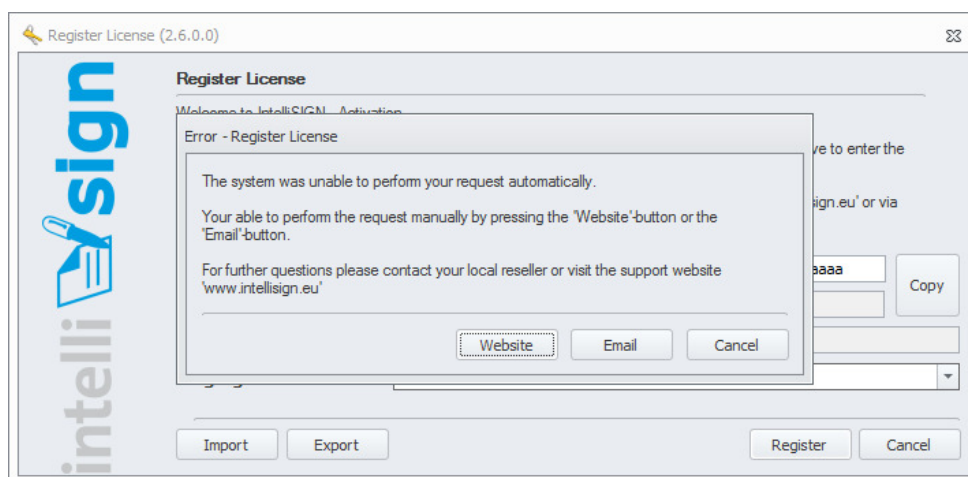 Register License (2.6.0.0)
intelli sign
Register License
Welcome to IntelliSIGN - Activation
Error - Register License
ve to enter the
The system was unable to perform your request automatically.
Your able to perform the request manually by pressing the 'Website'-button or the
'Email'-button.
sign.eu' or via
For further questions please contact your local reseller or visit the support website
'www.intellisign.eu'
aaaa
Copy
Website
Email
Cancel
Import
Export
Register
Cancel